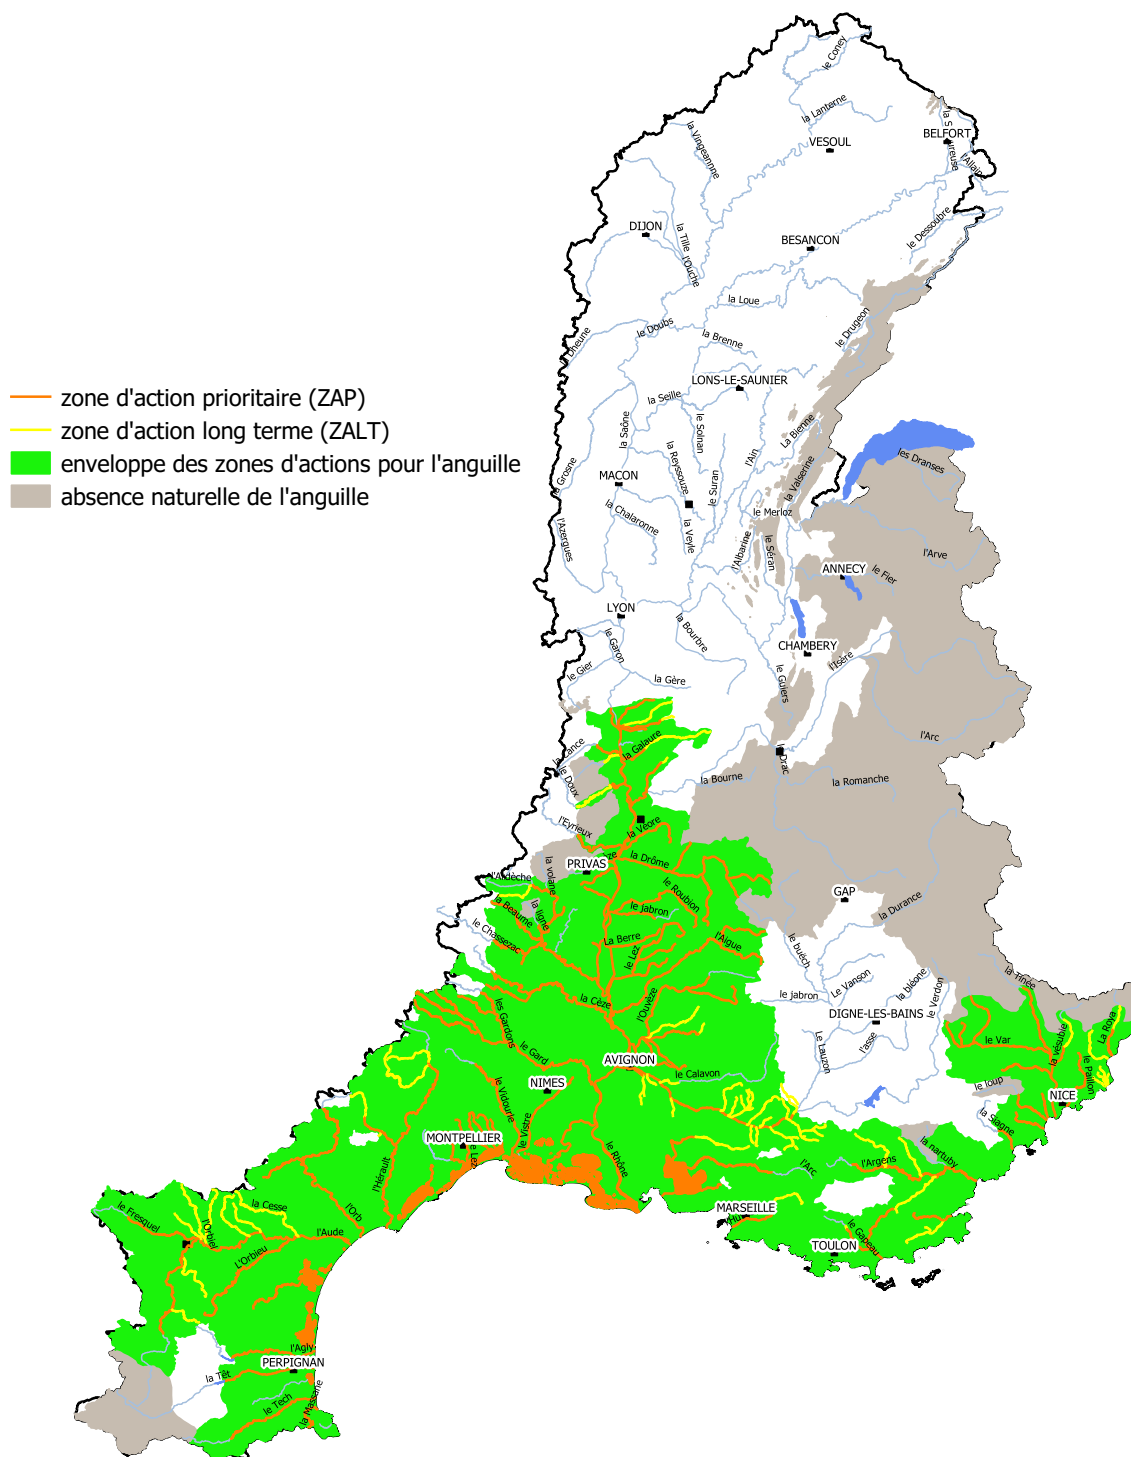 le Coney
la Lanterne
la Vingeannne
VESOUL
BELFORT
l'Allaine
le Dessoubre
DIJON
la Tille
l'Ouche
BESANCON
la Loue
le Drugeon
le Doubs
la Dheune
la Brenne
LONS-LE-SAUNIER
la Seille
zone d'action prioritaire (ZAP)
zone d'action long terme (ZALT)
enveloppe des zones d'actions pour l'anguille
absence naturelle de l'anguille
la Saône
le Solnan
La Bienne
l'Ain
la Reyssouze
les Dranses
la Grosne
MACON
le Suran
la Valserine
la Chalaronne
le Merloz
l'Azergues
la Veyle
l'Albarine
le Séran
l'Arve
ANNECY
le Fier
LYON
la Bourbre
le Garon
CHAMBERY
l'Isère
le Gier
la Gère
le Guiers
la Cance
la Galaure
l'Arc
le Drac
le Doux
la Bourne
la Romanche
l'Eyrieux
la Véore
PRIVAS
la Drôme
la volane
l'Ardèche
le Roubion
GAP
la Beaume
la ligne
le jabron
la Durance
le Chassezac
La Berre
l'Aigue
le Lez
le buëch
la Tinée
Le Vanson
la bléone
le Verdon
la Cèze
l'Ouvèze
le jabron
les Gardons
DIGNE-LES-BAINS
La Roya
le Var
la vésubie
Le Lauzon
l'asse
le Gard
AVIGNON
le Calavon
le Paillon
NIMES
le loup
NICE
le Vidourle
le Vistre
la Siagne
MONTPELLIER
le Lez
la nartuby
le Rhône
l'Arc
l'Argens
l'Hérault
la Cesse
le Fresquel
l'Orbiel
l'Orb
MARSEILLE
l'Aude
L'Orbieu
le Gapeau
TOULON
l'Agly
PERPIGNAN
la Têt
le Tech
la Massane